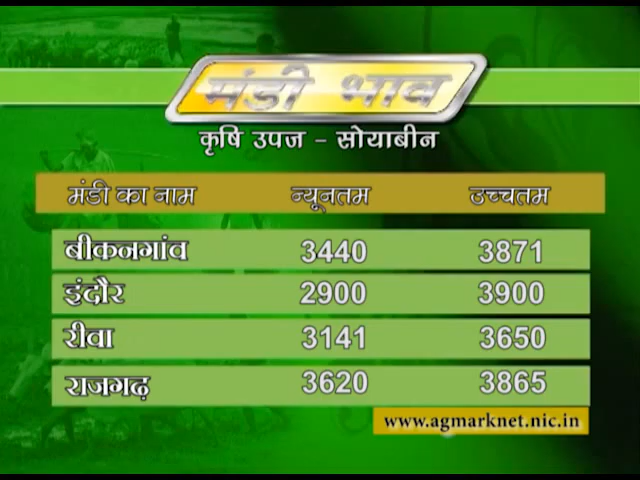 मंडी भाव
कृषि उपज - सोयाबीन
मंडी का नाम न्यूनतम उच्चतम
बीकनगांव 3440 3871
इंदौर 2900 3900
रीवा 3141 3650
राजगढ़ 3620 3865
www.agmarknet.nic.in